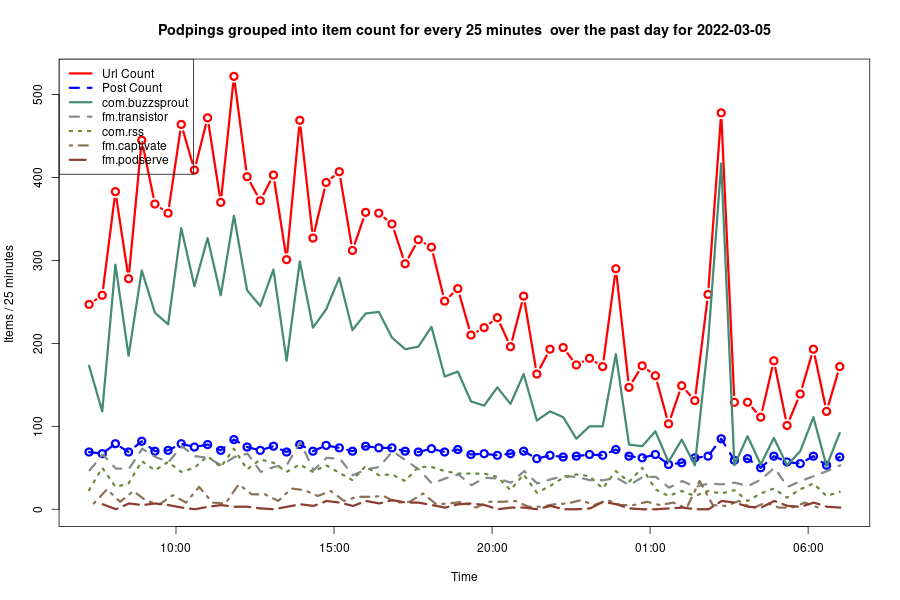 Podpings grouped into item count for every 25 minutes  over the past day for 2022-03-05
Url Count
Post Count
com.buzzsprout
fm.transistor
com.rss
fm.captivate
fm.podserve
Items / 25 minutes
500
400
300
200
100
0
10:00 15:00 20:00 01:00 06:00
Time